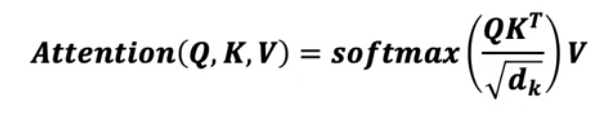 Attention(Q, K, V) = softmax(QK^T / √d_k) V